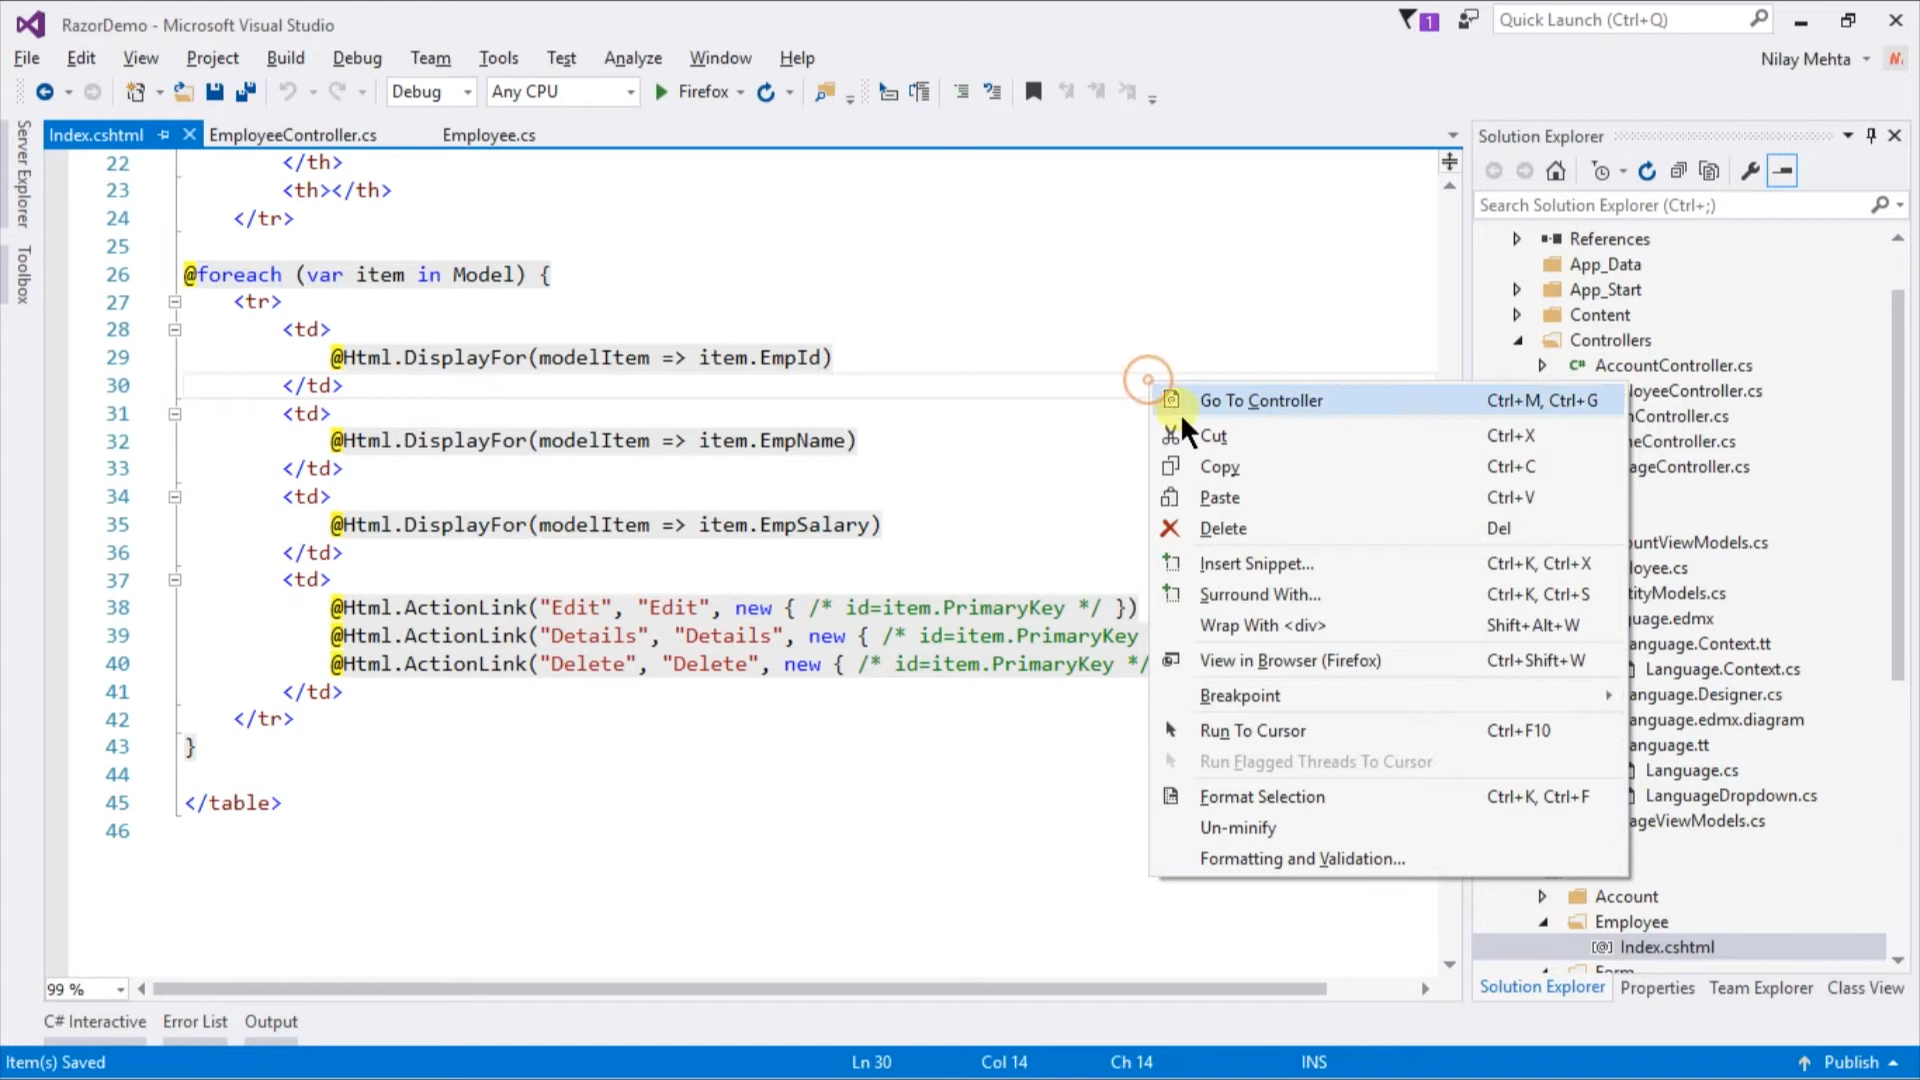 RazorDemo - Microsoft Visual Studio
1
Quick Launch (Ctrl+Q)
File Edit View Project Build Debug Team Tools Test Analyze Window Help
Nilay Mehta
Debug Any CPU Firefox
Server Explorer
Toolbox
Index.cshtml EmployeeController.cs Employee.cs
22 </th>
23 <th></th>
24 </tr>
25
26 @foreach (var item in Model) {
27 <tr>
28 <td>
29 @Html.DisplayFor(modelItem => item.EmpId)
30 </td>
31 <td>
32 @Html.DisplayFor(modelItem => item.EmpName)
33 </td>
34 <td>
35 @Html.DisplayFor(modelItem => item.EmpSalary)
36 </td>
37 <td>
38 @Html.ActionLink("Edit", "Edit", new { /* id=item.PrimaryKey */ })
39 @Html.ActionLink("Details", "Details", new { /* id=item.PrimaryKey
40 @Html.ActionLink("Delete", "Delete", new { /* id=item.PrimaryKey */
41 </td>
42 </tr>
43 }
44
45 </table>
46
Go To Controller Ctrl+M, Ctrl+G
Cut Ctrl+X
Copy Ctrl+C
Paste Ctrl+V
Delete Del
Insert Snippet... Ctrl+K, Ctrl+X
Surround With... Ctrl+K, Ctrl+S
Wrap With <div> Shift+Alt+W
View in Browser (Firefox) Ctrl+Shift+W
Breakpoint
Run To Cursor Ctrl+F10
Run Flagged Threads To Cursor
Format Selection Ctrl+K, Ctrl+F
Un-minify
Formatting and Validation...
Solution Explorer
Search Solution Explorer (Ctrl+;)
References
App_Data
App_Start
Content
Controllers
C# AccountController.cs
loyeeController.cs
nController.cs
neController.cs
ageController.cs
ountViewModels.cs
loyee.cs
tityModels.cs
uage.edmx
anguage.Context.tt
Language.Context.cs
anguage.Designer.cs
anguage.edmx.diagram
anguage.tt
Language.cs
LanguageDropdown.cs
ageViewModels.cs
Account
Employee
[@] Index.cshtml
Form
Solution Explorer Properties Team Explorer Class View
99 %
C# Interactive Error List Output
Item(s) Saved Ln 30 Col 14 Ch 14 INS Publish